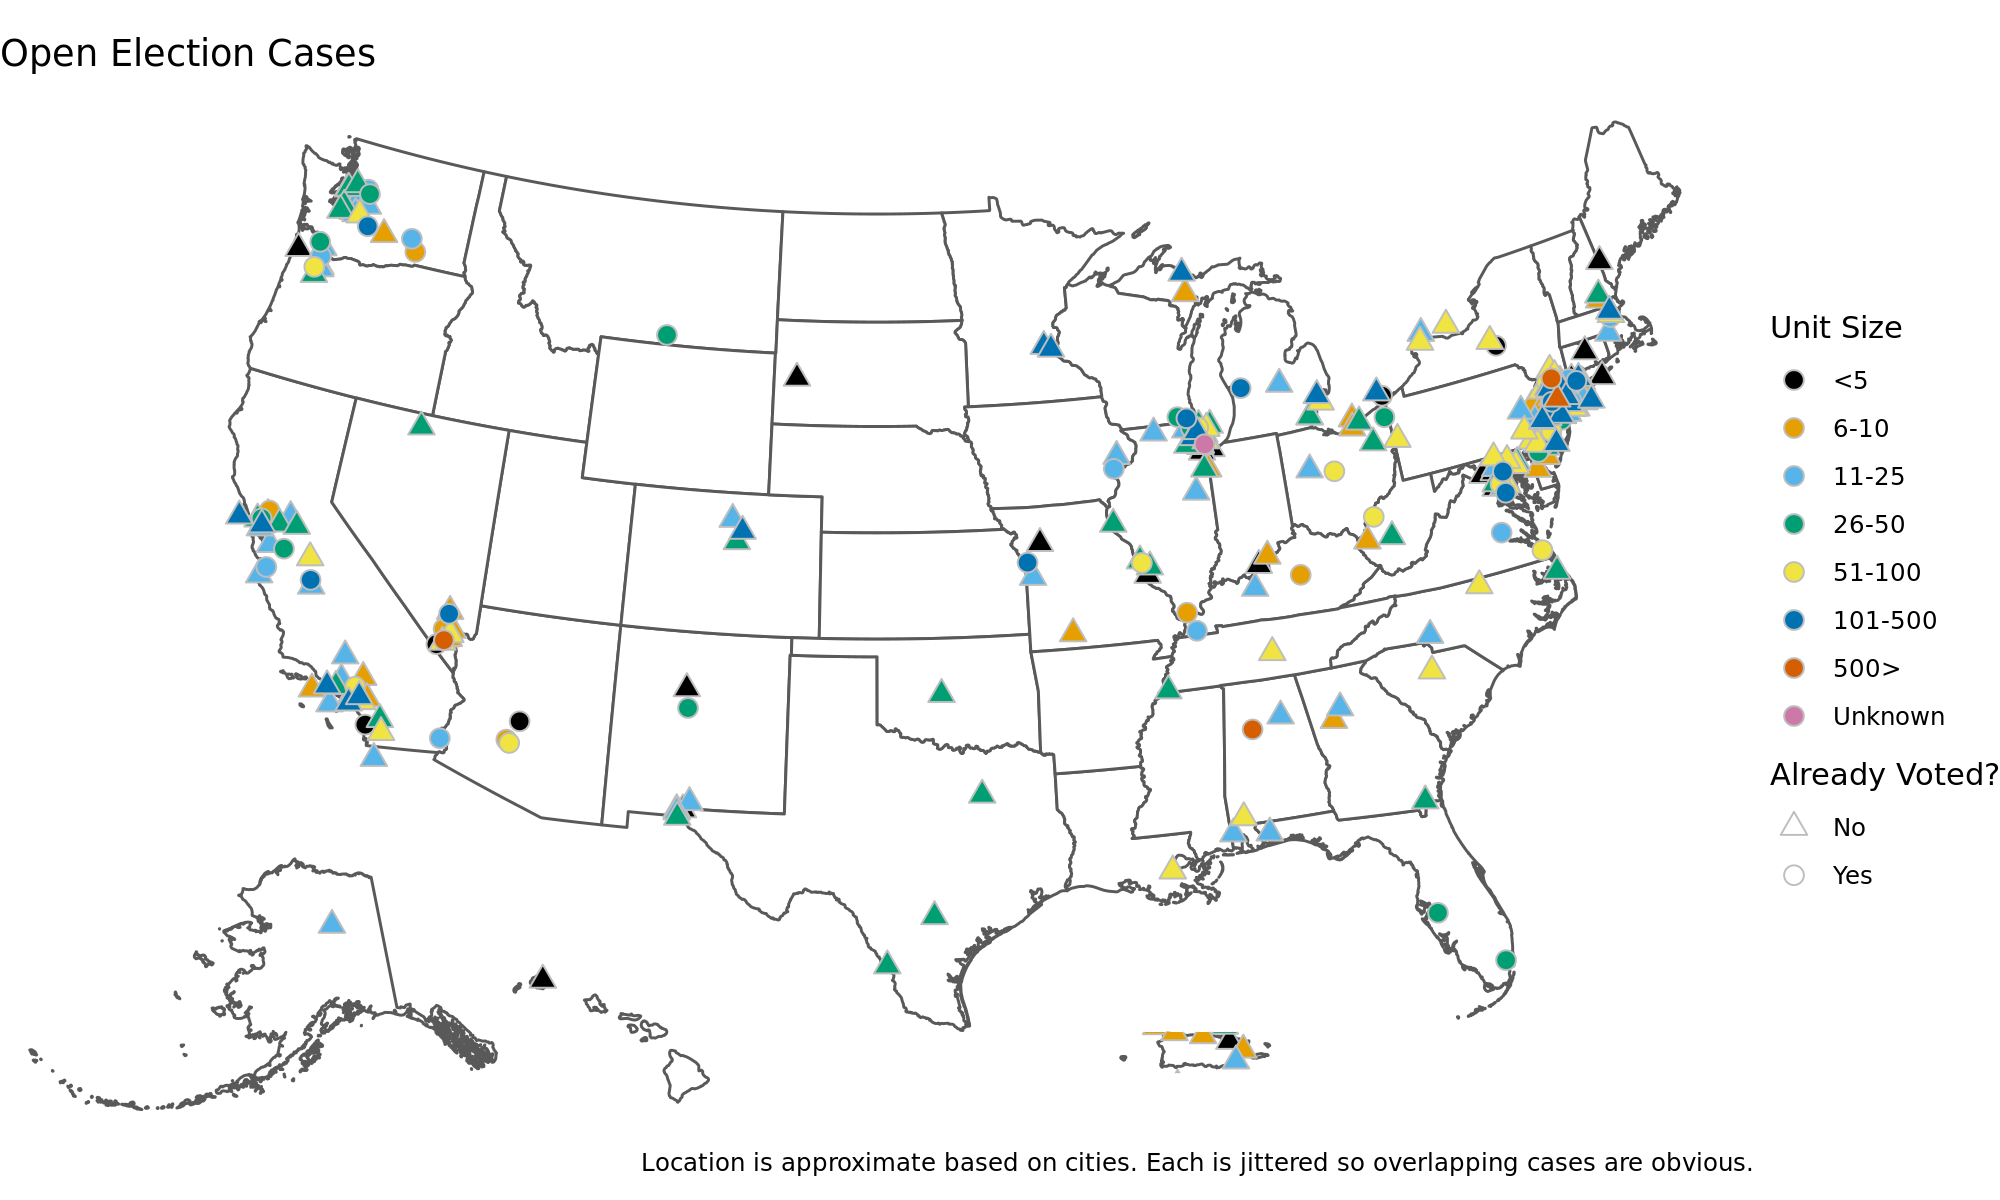 Open Election Cases
Unit Size
<5
6-10
11-25
26-50
51-100
101-500
500>
Unknown
Already Voted?
No
Yes
Location is approximate based on cities. Each is jittered so overlapping cases are obvious.